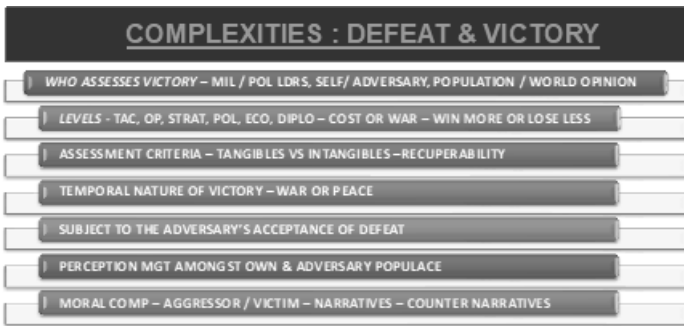 COMPLEXITIES : DEFEAT & VICTORY
WHO ASSESSES VICTORY – MIL / POL LDRS, SELF/ ADVERSARY, POPULATION / WORLD OPINION
LEVELS - TAC, OP, STRAT, POL, ECO, DIPLO – COST OR WAR – WIN MORE OR LOSE LESS
ASSESSMENT CRITERIA – TANGIBLES VS INTANGIBLES –RECUPERABILITY
TEMPORAL NATURE OF VICTORY – WAR OR PEACE
SUBJECT TO THE ADVERSARY'S ACCEPTANCE OF DEFEAT
PERCEPTION MGT AMONGST OWN & ADVERSARY POPULACE
MORAL COMP – AGGRESSOR / VICTIM – NARRATIVES – COUNTER NARRATIVES